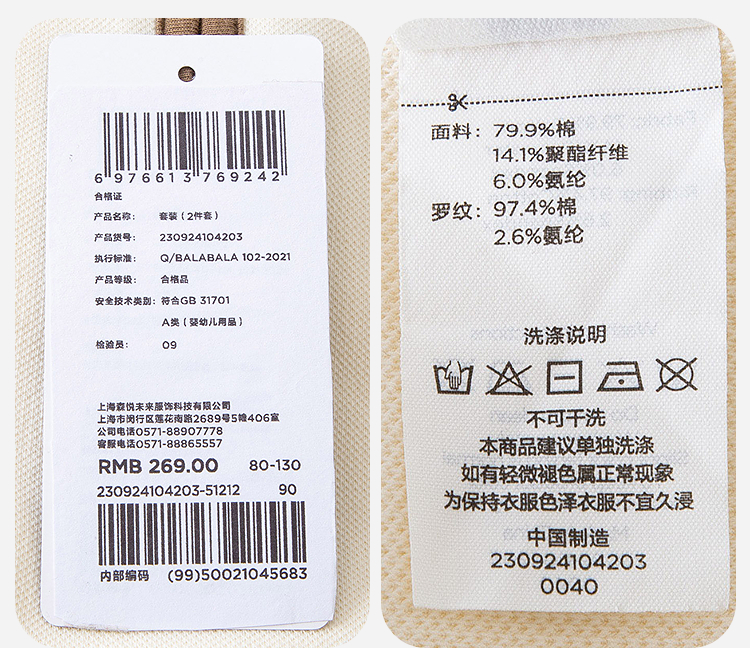 6 976613 769242
合格证
产品名称： 套装（2件套）
产品货号： 230924104203
执行标准： Q/BALABALA 102-2021
产品等级： 合格品
安全技术类别：符合GB 31701
A类（婴幼儿用品）
检验员： 09
上海森悦未来服饰科技有限公司
上海市闵行区莲花南路2689号5幢406室
公司电话0571-88907778
客服电话0571-88865557
RMB 269.00 80-130
230924104203-51212 90
内部编码 (99)50021045683
面料：79.9%棉
14.1%聚酯纤维
6.0%氨纶
罗纹：97.4%棉
2.6%氨纶
洗涤说明
不可干洗
本商品建议单独洗涤
如有轻微褪色属正常现象
为保持衣服色泽衣服不宜久浸
中国制造
230924104203
0040